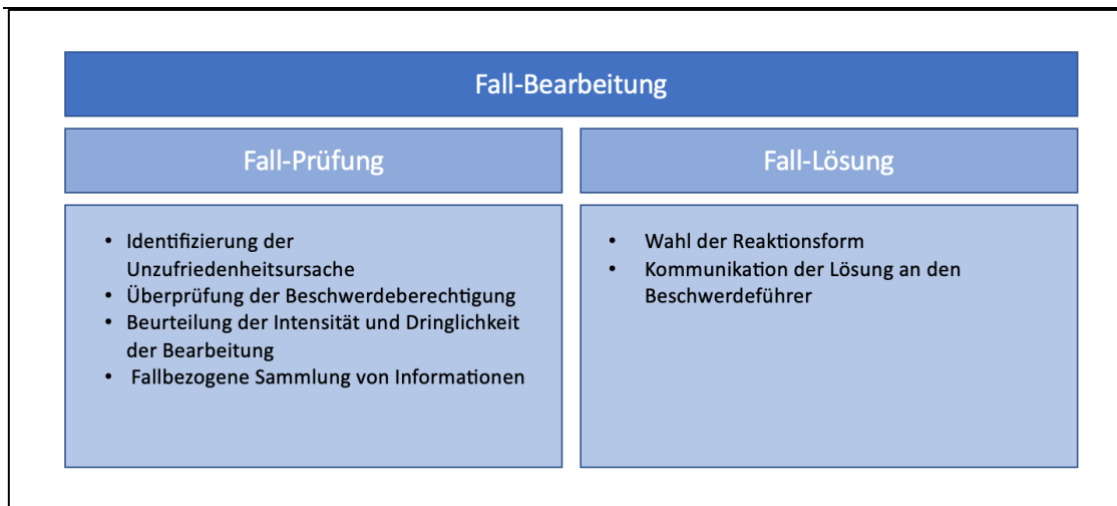 Fall-Bearbeitung
Fall-Prüfung
Fall-Lösung
• Identifizierung der
Unzufriedenheitsursache
• Überprüfung der Beschwerdeberechtigung
• Beurteilung der Intensität und Dringlichkeit
der Bearbeitung
• Fallbezogene Sammlung von Informationen
• Wahl der Reaktionsform
• Kommunikation der Lösung an den
Beschwerdeführer